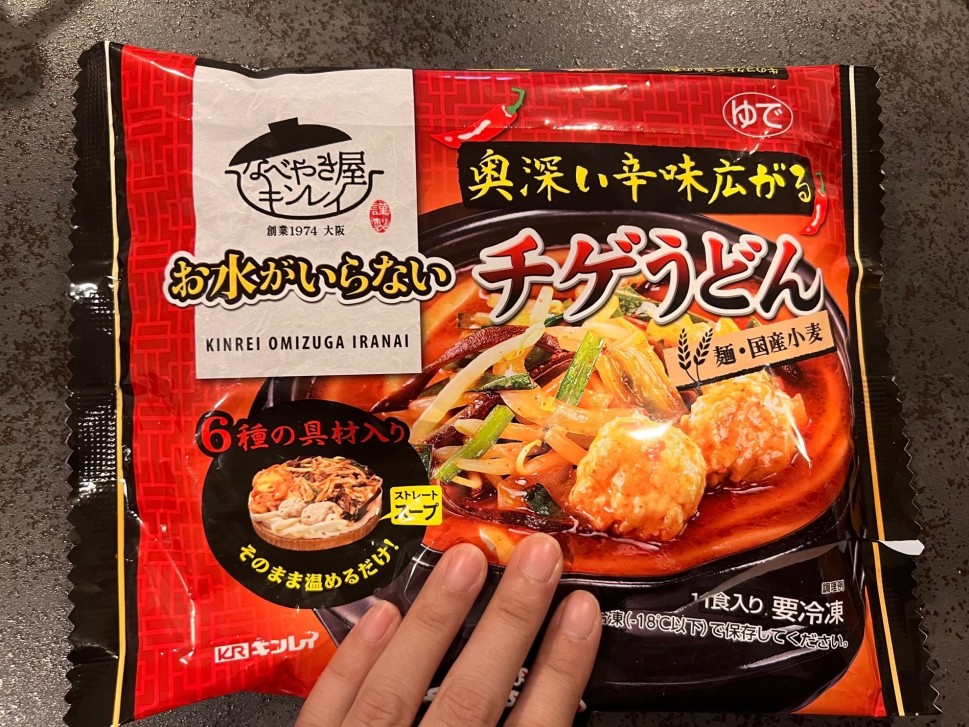 ゆで
なべやき屋
キンレイ
謹製
創業1974 大阪
お水がいらない
KINREI OMIZUGA IRANAI
奥深い辛味広がる
チゲうどん
麺・国産小麦
6種の具材入り
ストレート
スープ
そのまま温めるだけ!
調理例
1食入り 要冷凍
凍(-18℃以下)で保存してください。
KR キンレイ